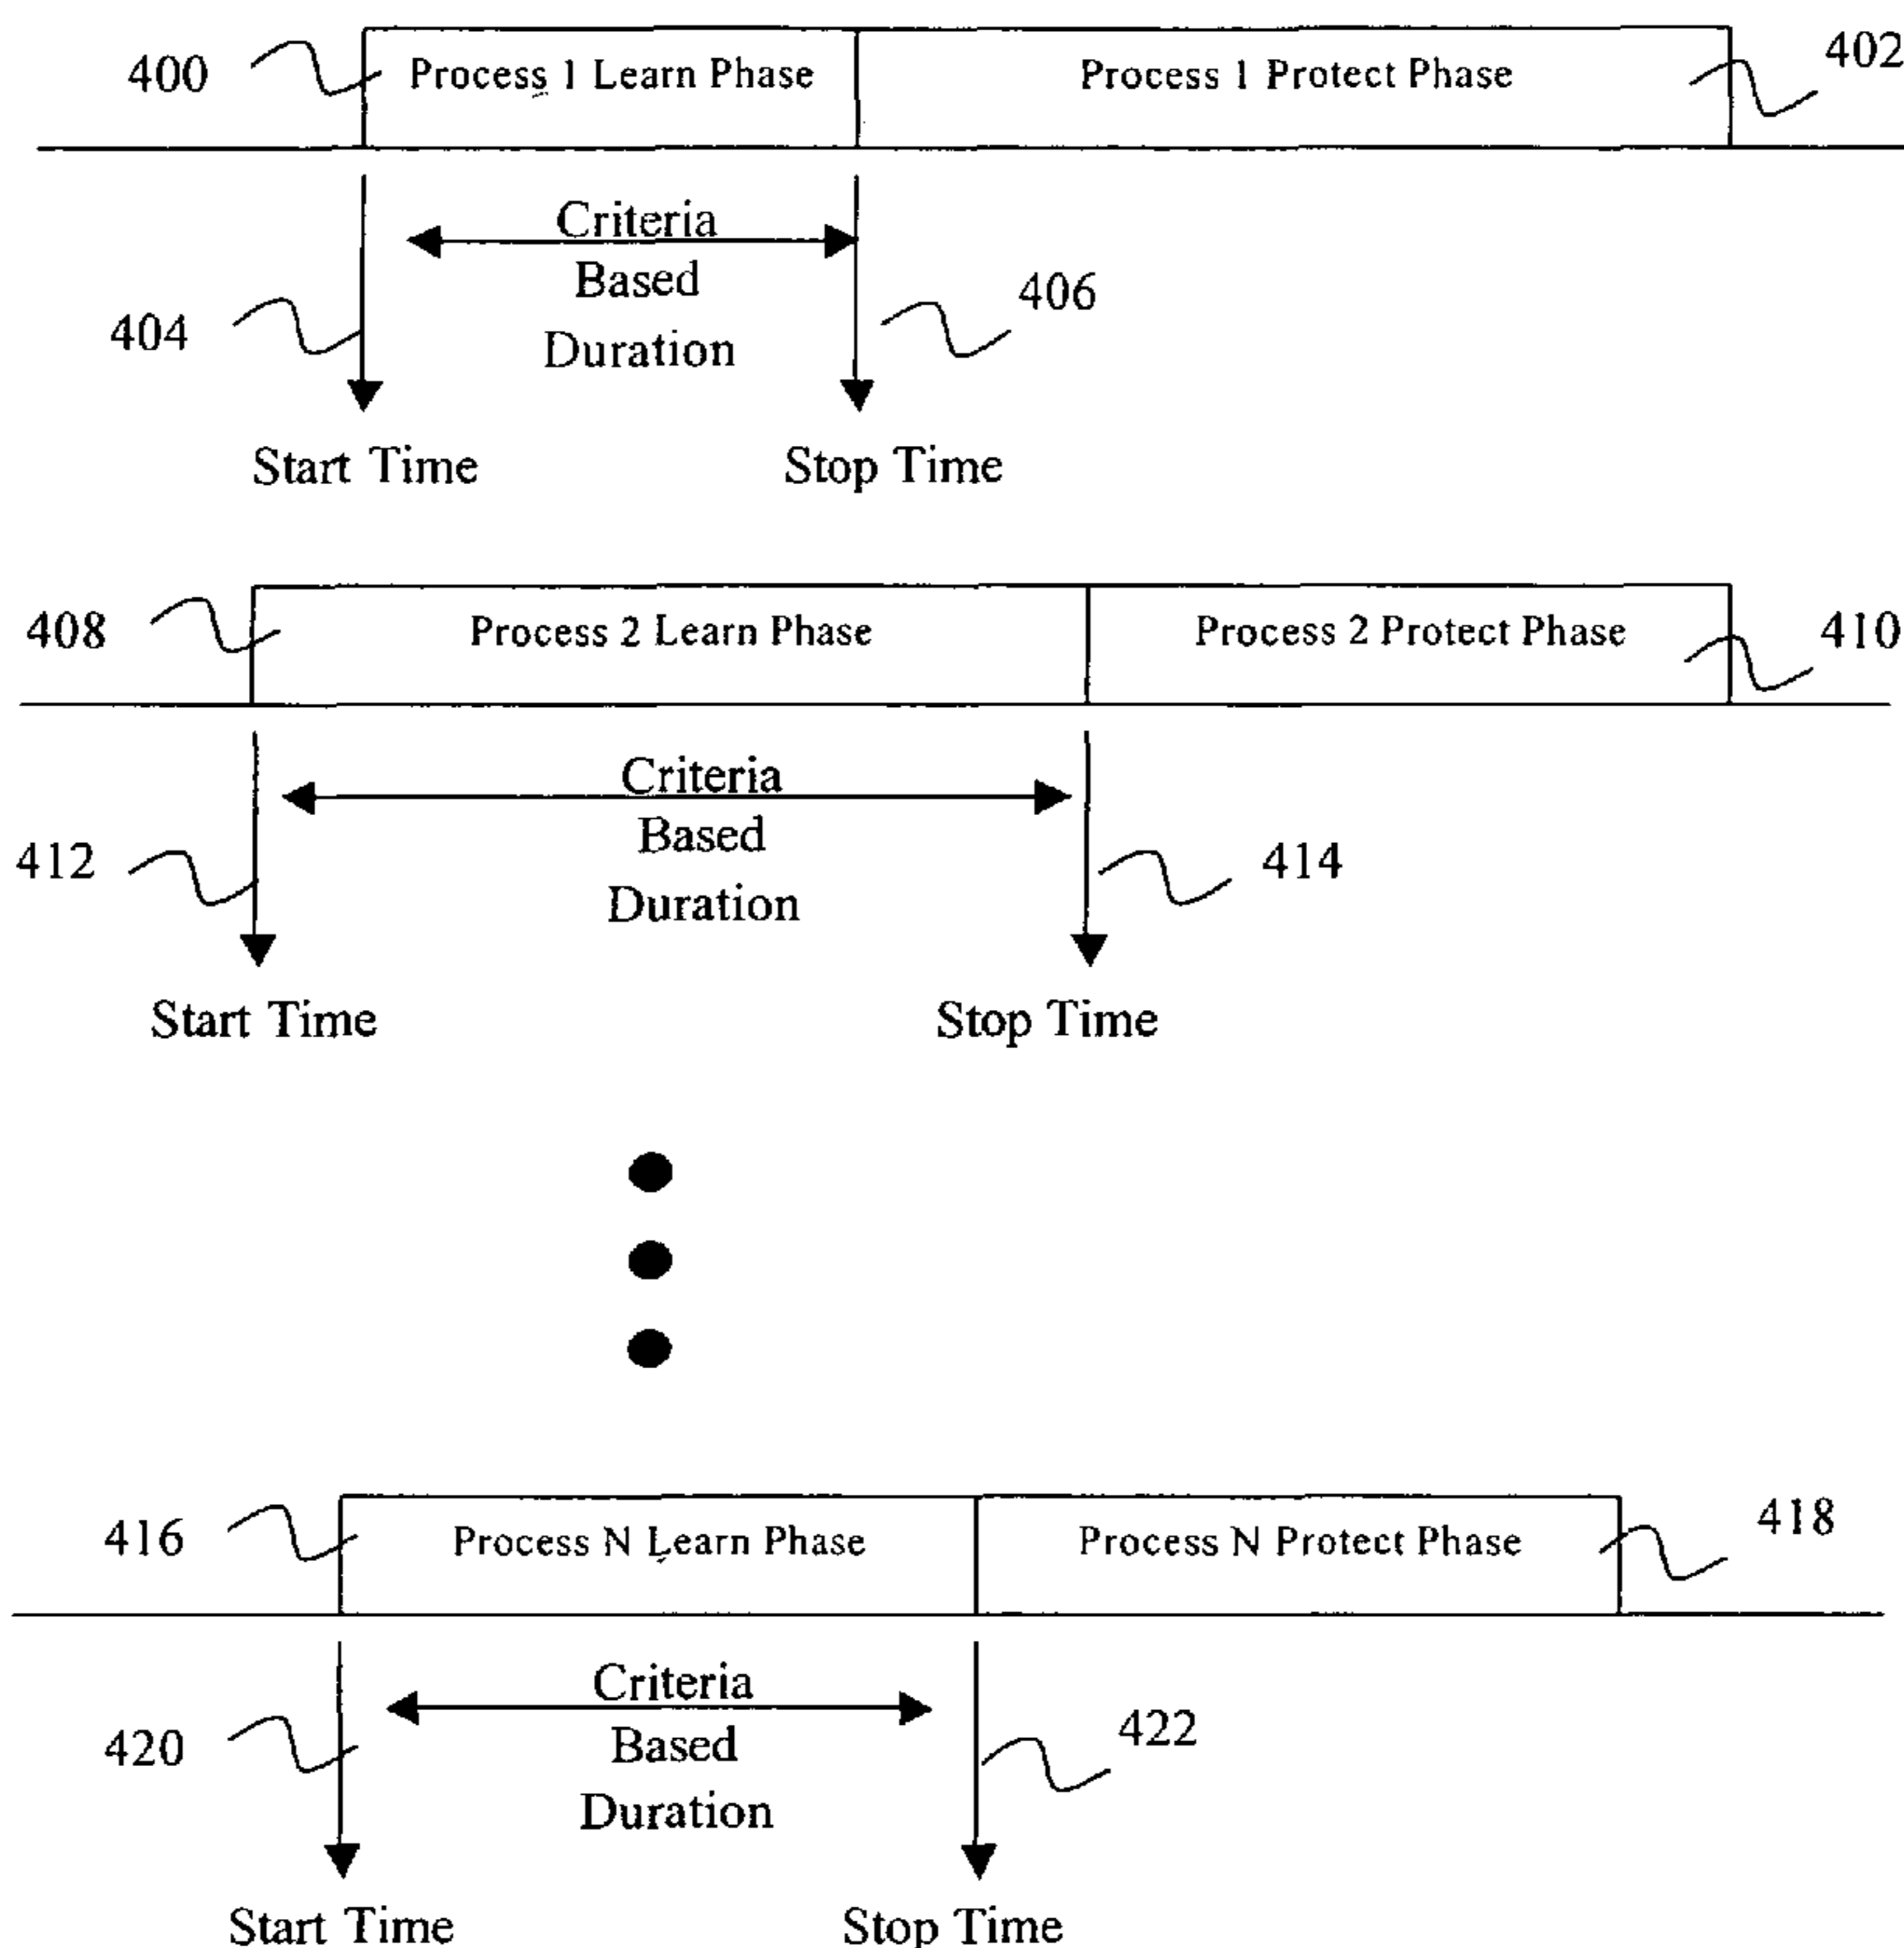 400
Process 1 Learn Phase
Process 1 Protect Phase
402
Criteria
Based
Duration
404
406
Start Time
Stop Time
408
Process 2 Learn Phase
Process 2 Protect Phase
410
Criteria
Based
Duration
412
414
Start Time
Stop Time
416
Process N Learn Phase
Process N Protect Phase
418
Criteria
Based
Duration
420
422
Start Time
Stop Time